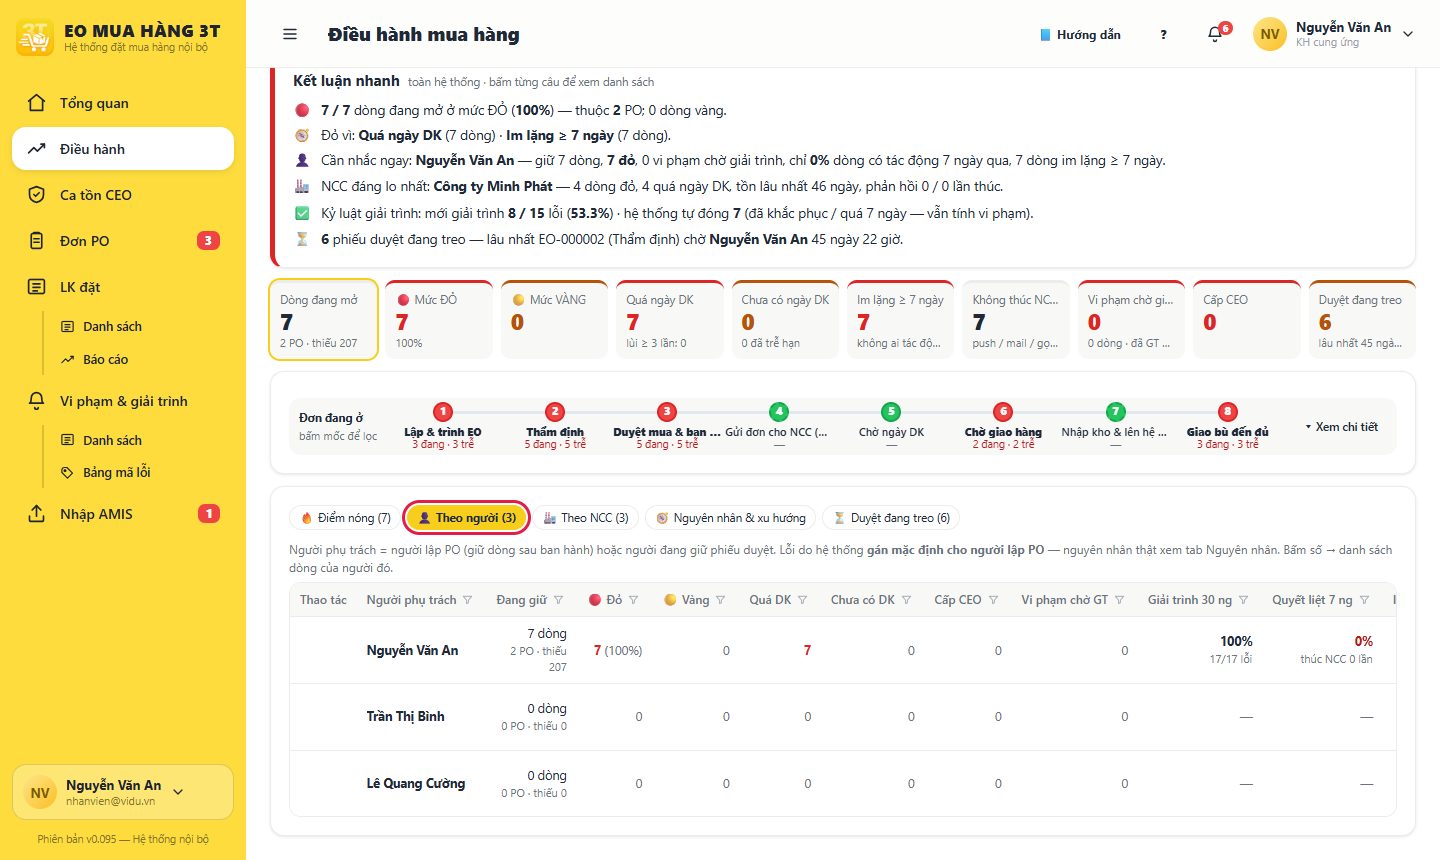 EO MUA HÀNG 3T
Hệ thống đặt mua hàng nội bộ
Tổng quan
Điều hành
Ca tồn CEO
Đơn PO
3
LK đặt
Danh sách
Báo cáo
Vi phạm & giải trình
Danh sách
Bảng mã lỗi
Nhập AMIS
1
NV
Nguyễn Văn An
nhanvien@vidu.vn
Phiên bản v0.095 — Hệ thống nội bộ
Điều hành mua hàng
Hướng dẫn
?
6
NV
Nguyễn Văn An
KH cung ứng
Kết luận nhanh toàn hệ thống · bấm từng câu để xem danh sách
7 / 7 dòng đang mở ở mức ĐỎ (100%) — thuộc 2 PO; 0 dòng vàng.
Đỏ vì: Quá ngày DK (7 dòng) · Im lặng ≥ 7 ngày (7 dòng).
Cần nhắc ngay: Nguyễn Văn An — giữ 7 dòng, 7 đỏ, 0 vi phạm chờ giải trình, chỉ 0% dòng có tác động 7 ngày qua, 7 dòng im lặng ≥ 7 ngày.
NCC đáng lo nhất: Công ty Minh Phát — 4 dòng đỏ, 4 quá ngày DK, tồn lâu nhất 46 ngày, phản hồi 0 / 0 lần thúc.
Kỷ luật giải trình: mới giải trình 8 / 15 lỗi (53.3%) · hệ thống tự đóng 7 (đã khắc phục / quá 7 ngày — vẫn tính vi phạm).
6 phiếu duyệt đang treo — lâu nhất EO-000002 (Thẩm định) chờ Nguyễn Văn An 45 ngày 22 giờ.
Dòng đang mở
7
2 PO · thiếu 207
Mức ĐỎ
7
100%
Mức VÀNG
0
Quá ngày DK
7
lùi ≥ 3 lần: 0
Chưa có ngày DK
0
0 đã trễ hạn
Im lặng ≥ 7 ngày
7
không ai tác độ...
Không thúc NC...
7
push / mail / gọ...
Vi phạm chờ gi...
0
0 dòng · đã GT ...
Cấp CEO
0
Duyệt đang treo
6
lâu nhất 45 ngà...
Đơn đang ở
bấm mốc để lọc
1
Lập & trình EO
3 đang · 3 trễ
2
Thẩm định
5 đang · 5 trễ
3
Duyệt mua & ban ...
5 đang · 5 trễ
4
Gửi đơn cho NCC (...
—
5
Chờ ngày DK
—
6
Chờ giao hàng
2 đang · 2 trễ
7
Nhập kho & lên hệ ...
—
8
Giao bù đến đủ
3 đang · 3 trễ
Xem chi tiết
Điểm nóng (7)
Theo người (3)
Theo NCC (3)
Nguyên nhân & xu hướng
Duyệt đang treo (6)
Người phụ trách = người lập PO (giữ dòng sau ban hành) hoặc người đang giữ phiếu duyệt. Lỗi do hệ thống gán mặc định cho người lập PO — nguyên nhân thật xem tab Nguyên nhân. Bấm số → danh sách
dòng của người đó.
Thao tác Người phụ trách Đang giữ Đỏ Vàng Quá DK Chưa có DK Cấp CEO Vi phạm chờ GT Giải trình 30 ng Quyết liệt 7 ng
Nguyễn Văn An
7 dòng
2 PO · thiếu
207
7 (100%)
0
7
0
0
0
100%
17/17 lỗi
0%
thúc NCC 0 lần
Trần Thị Bình
0 dòng
0 PO · thiếu 0
0
0
0
0
0
0
—
—
Lê Quang Cường
0 dòng
0 PO · thiếu 0
0
0
0
0
0
0
—
—